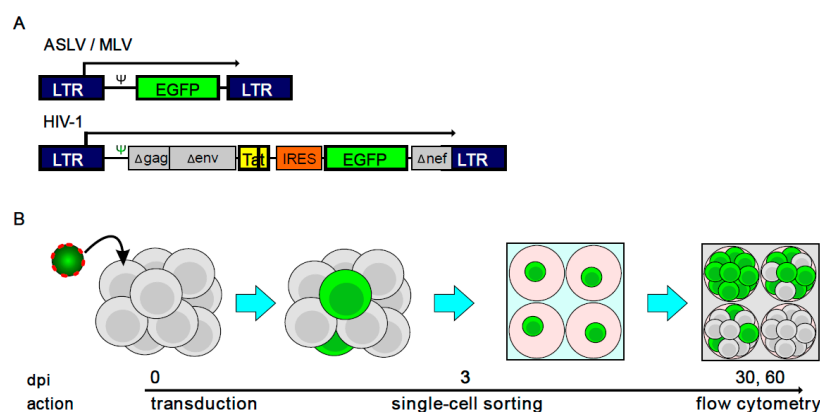 A
ASLV / MLV
LTR Ψ EGFP LTR
HIV-1
LTR Ψ Δgag Δenv Tat IRES EGFP Δnef LTR
B
dpi 0 3 30, 60
action transduction single-cell sorting flow cytometry